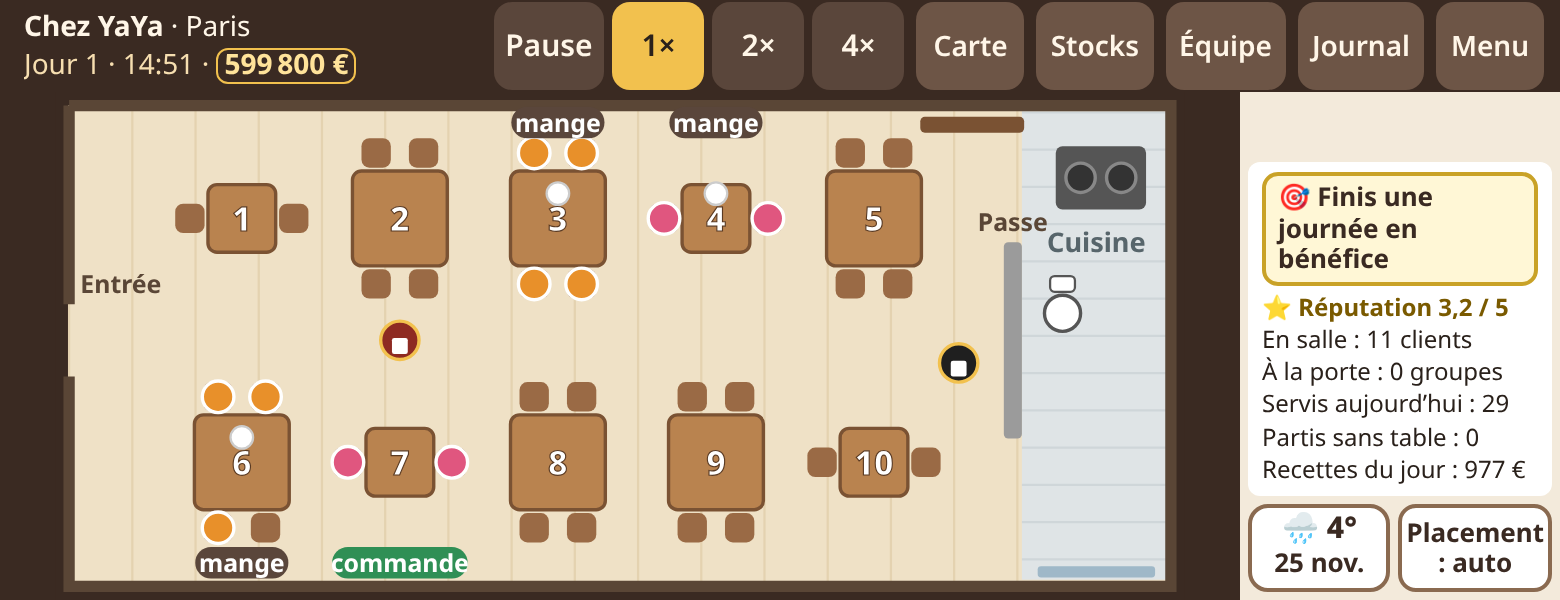 Chez YaYa · Paris
Jour 1 · 14:51 · 599 800 €
Pause
1×
2×
4×
Carte
Stocks
Équipe
Journal
Menu
mange
mange
1
2
3
4
5
Passe
Cuisine
Entrée
6
7
8
9
10
mange
commande
🎯 Finis une
journée en
bénéfice
⭐ Réputation 3,2 / 5
En salle : 11 clients
À la porte : 0 groupes
Servis aujourd’hui : 29
Partis sans table : 0
Recettes du jour : 977 €
🌧️ 4°
25 nov.
Placement
: auto